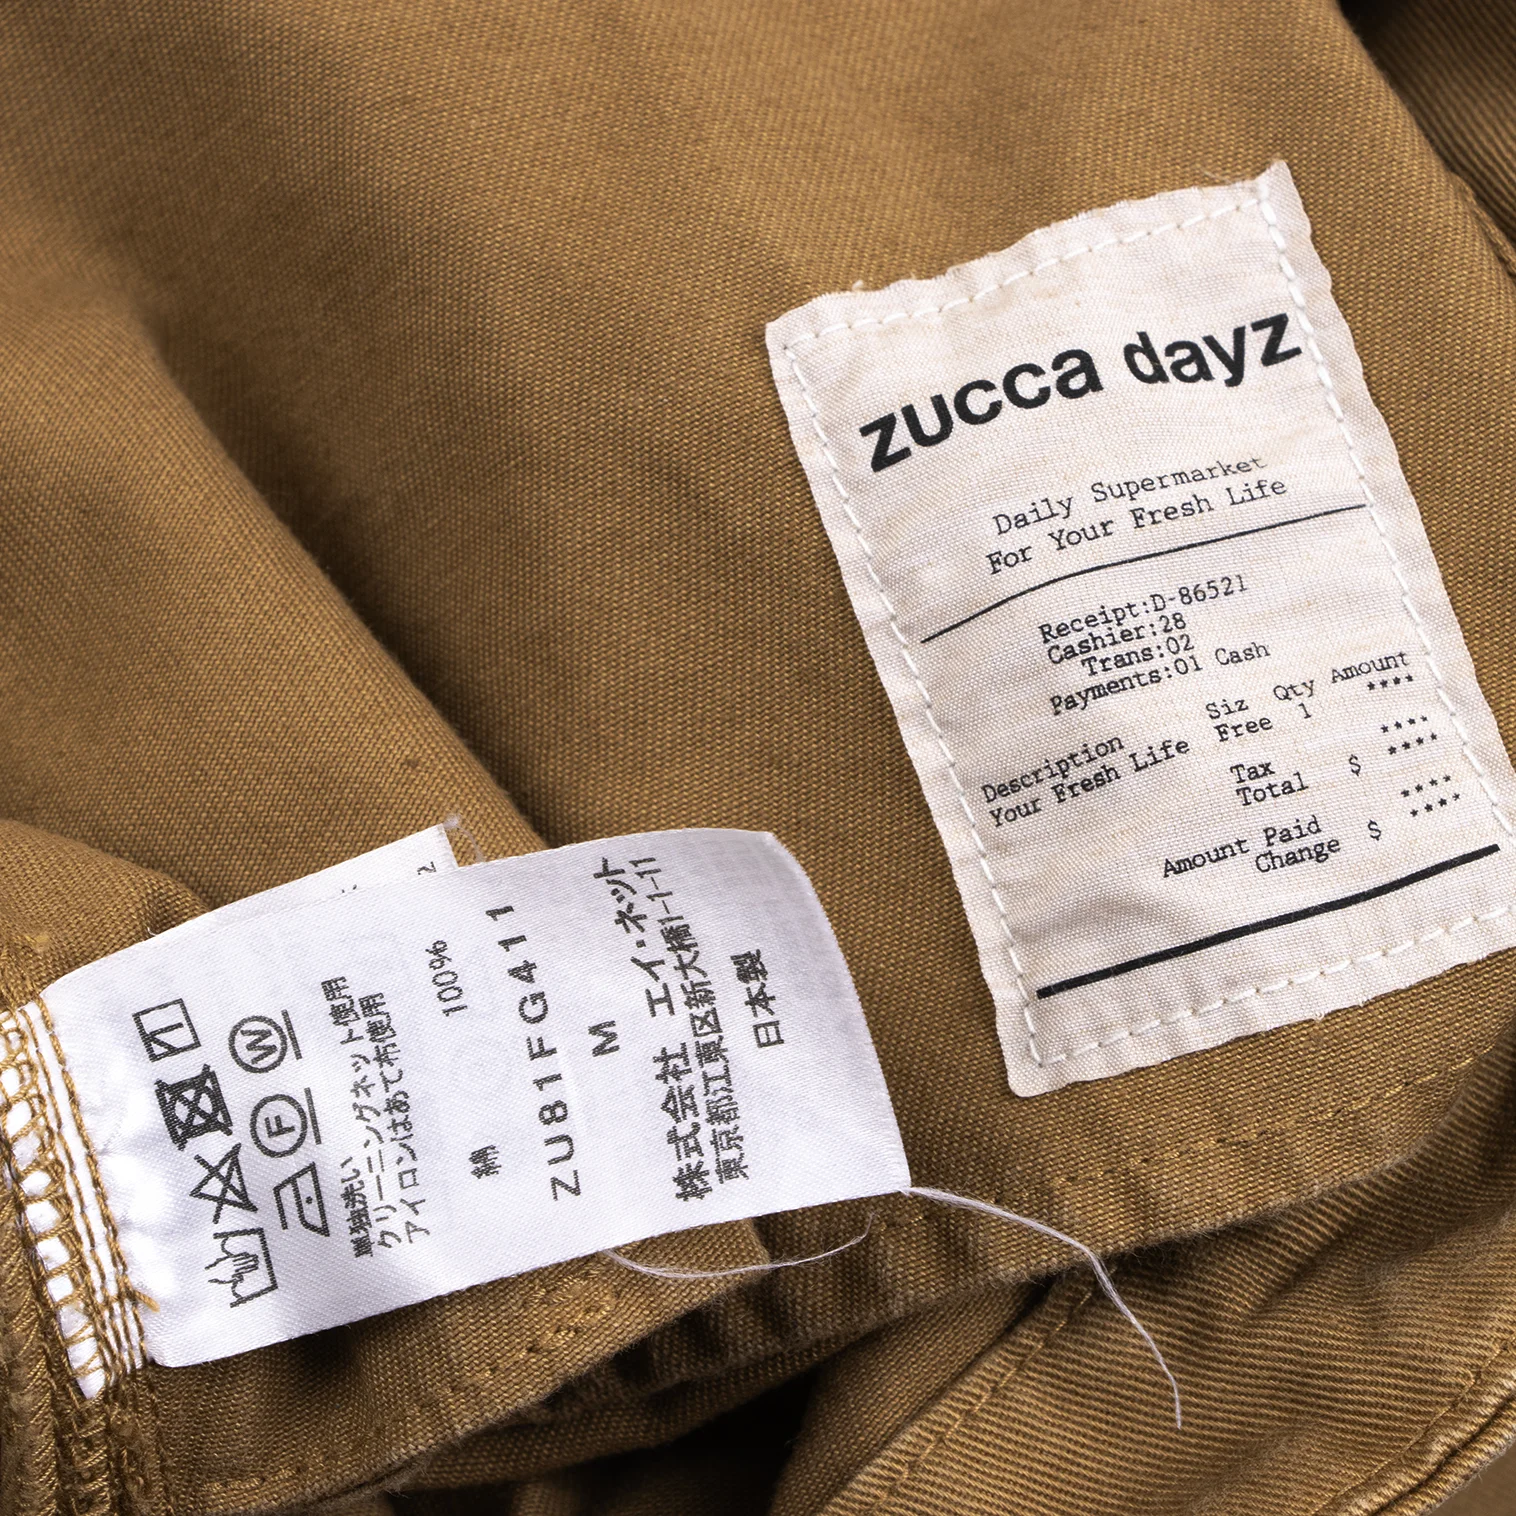 zucca dayz
Daily Supermarket
For Your Fresh Life
Receipt:D-86521
Cashier:28
Trans:02
Payments:01 Cash
Description Siz Qty Amount
Your Fresh Life Free 1 ****
Tax ****
Total $ ****
Amount Paid ****
Change $ ****
W
F
単独洗い
クリーニングネット使用
アイロンはあて布使用
綿 100%
ZU81FG411
M
株式会社 エイ・ネット
東京都江東区新大橋1-1-11
日本製
2